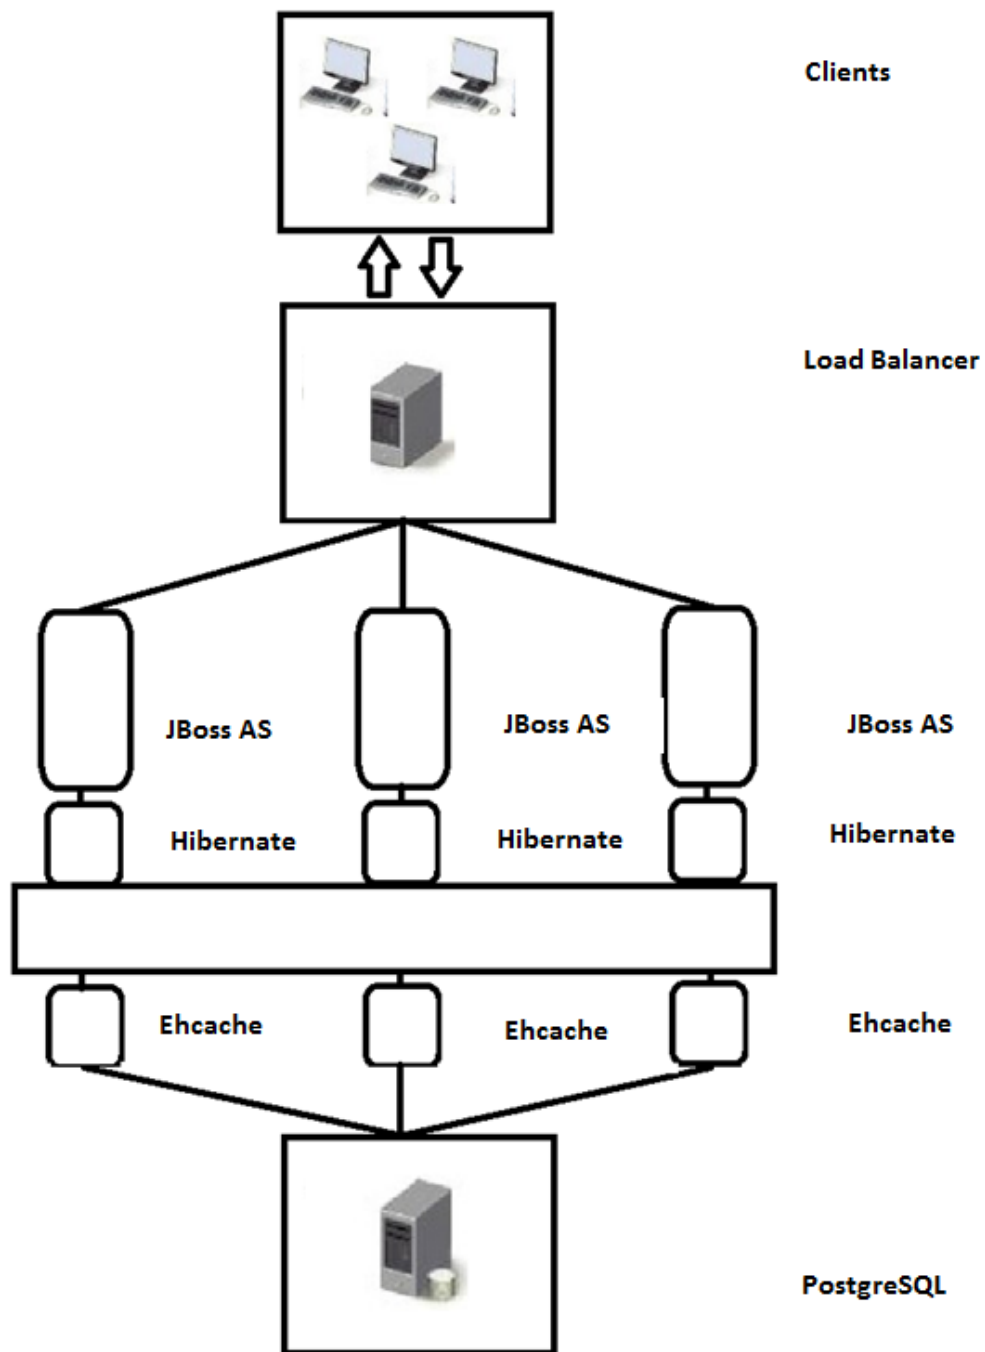 Clients
Load Balancer
JBoss AS
JBoss AS
JBoss AS
Hibernate
Hibernate
Hibernate
Ehcache
Ehcache
Ehcache
PostgreSQL